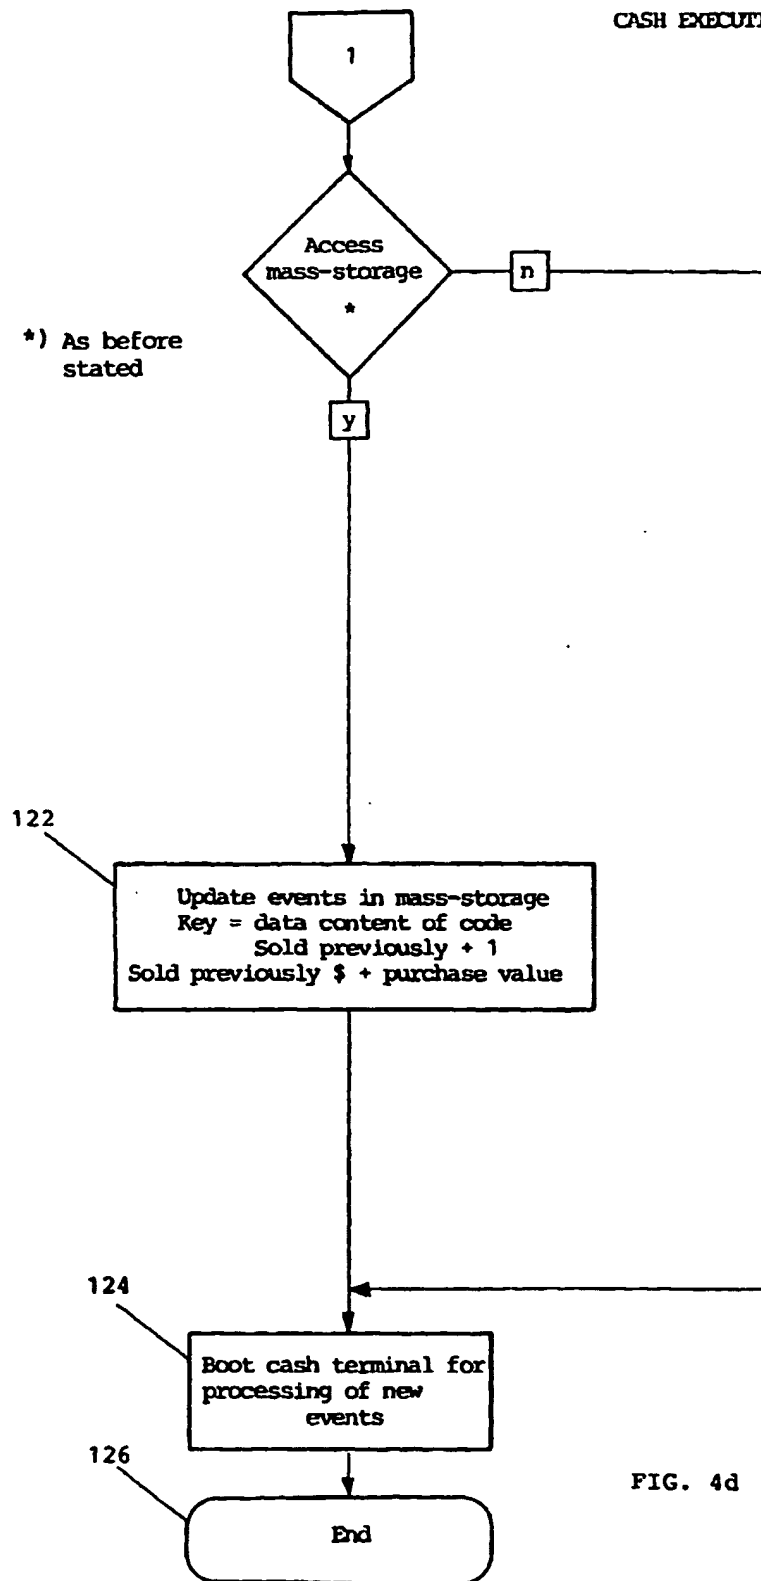 CASH EXECUTI
1
Access
mass-storage
*
n
*) As before
stated
y
122
Update events in mass-storage
Key = data content of code
Sold previously + 1
Sold previously $ + purchase value
124
Boot cash terminal for
processing of new
events
126
End
FIG. 4d